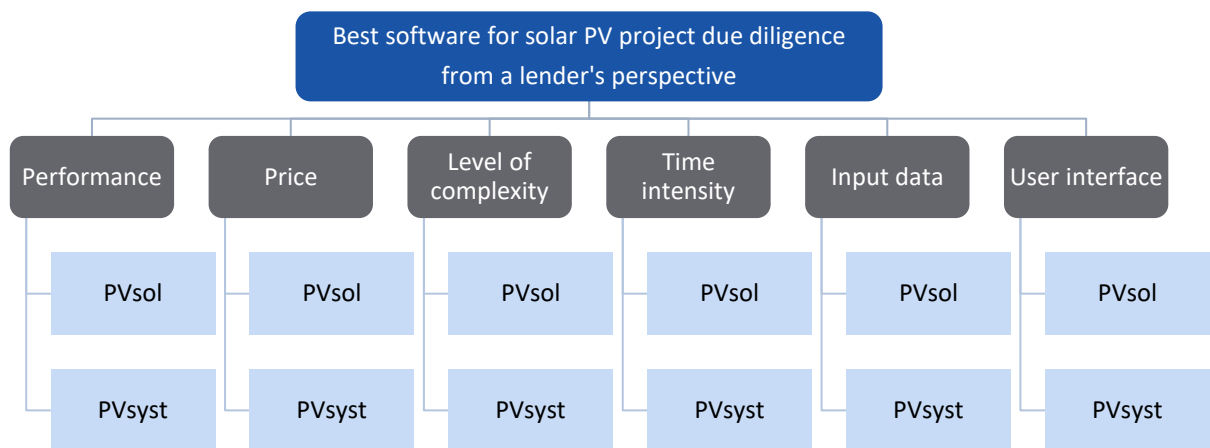 Best software for solar PV project due diligence
from a lender's perspective
Performance
Price
Level of
complexity
Time
intensity
Input data
User interface
PVsol
PVsol
PVsol
PVsol
PVsol
PVsol
PVsyst
PVsyst
PVsyst
PVsyst
PVsyst
PVsyst